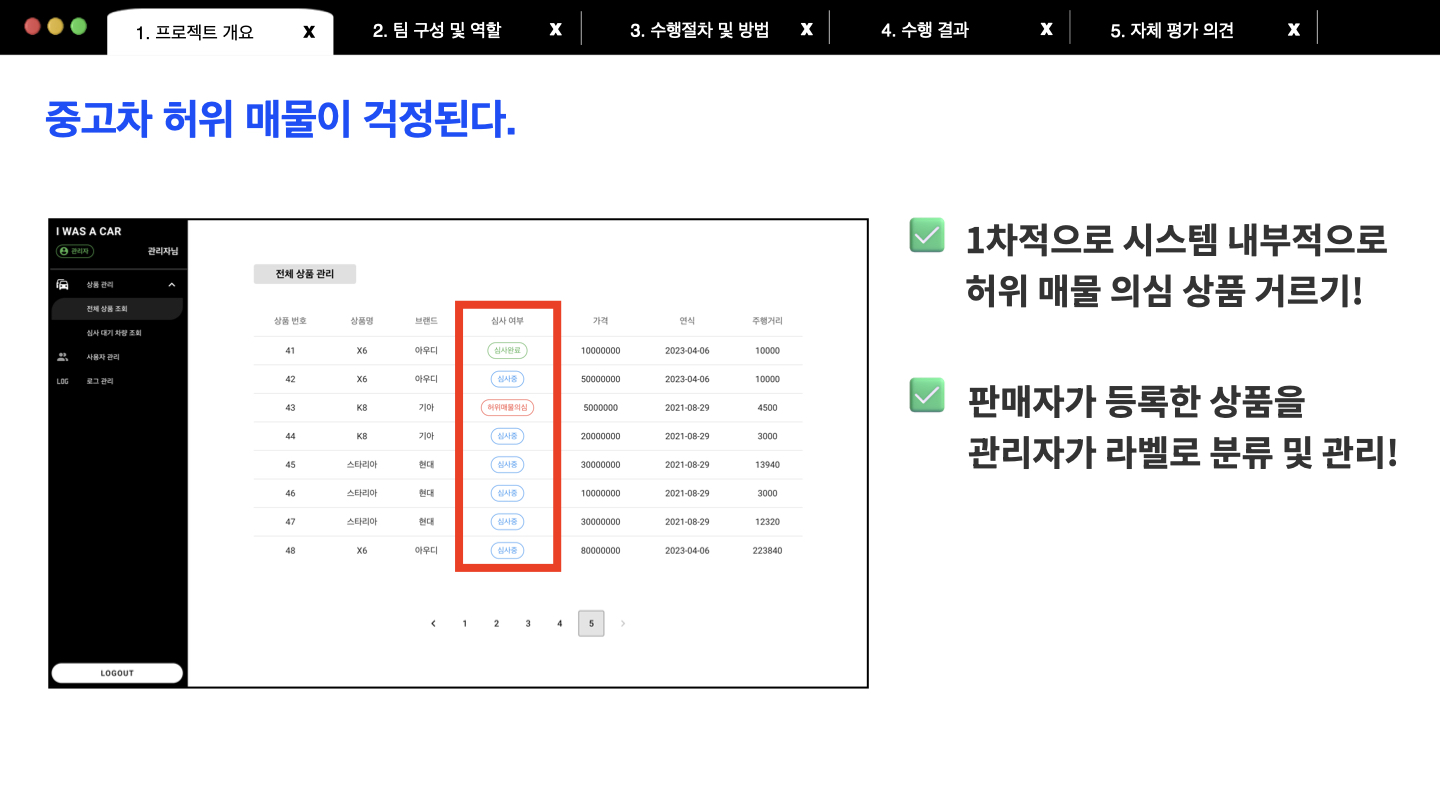 1. 프로젝트 개요 X 2. 팀 구성 및 역할 X 3. 수행절차 및 방법 X 4. 수행 결과 X 5. 자체 평가 의견 X
중고차 허위 매물이 걱정된다.
I WAS A CAR
관리자 관리자님
상품 관리
전체 상품 조회
심사 대기 차량 조회
사용자 관리
LOG 로그 관리
LOGOUT
전체 상품 관리
상품 번호 상품명 브랜드 심사 여부 가격 연식 주행거리
41 X6 아우디 심사완료 10000000 2023-04-06 10000
42 X6 아우디 심사중 50000000 2023-04-06 10000
43 K8 기아 허위매물의심 5000000 2021-08-29 4500
44 K8 기아 심사중 20000000 2021-08-29 3000
45 스타리아 현대 심사중 30000000 2021-08-29 13940
46 스타리아 현대 심사중 10000000 2021-08-29 3000
47 스타리아 현대 심사중 30000000 2021-08-29 12320
48 X6 아우디 심사중 80000000 2023-04-06 223840
< 1 2 3 4 5 >
1차적으로 시스템 내부적으로
허위 매물 의심 상품 거르기!
판매자가 등록한 상품을
관리자가 라벨로 분류 및 관리!